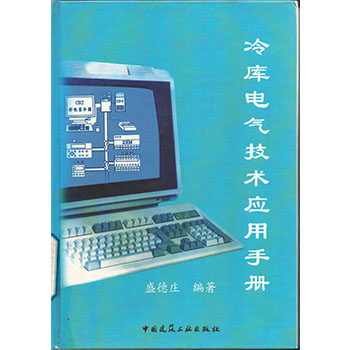 冷库电气技术应用手册
盛德庄 编著
中国建筑工业出版社